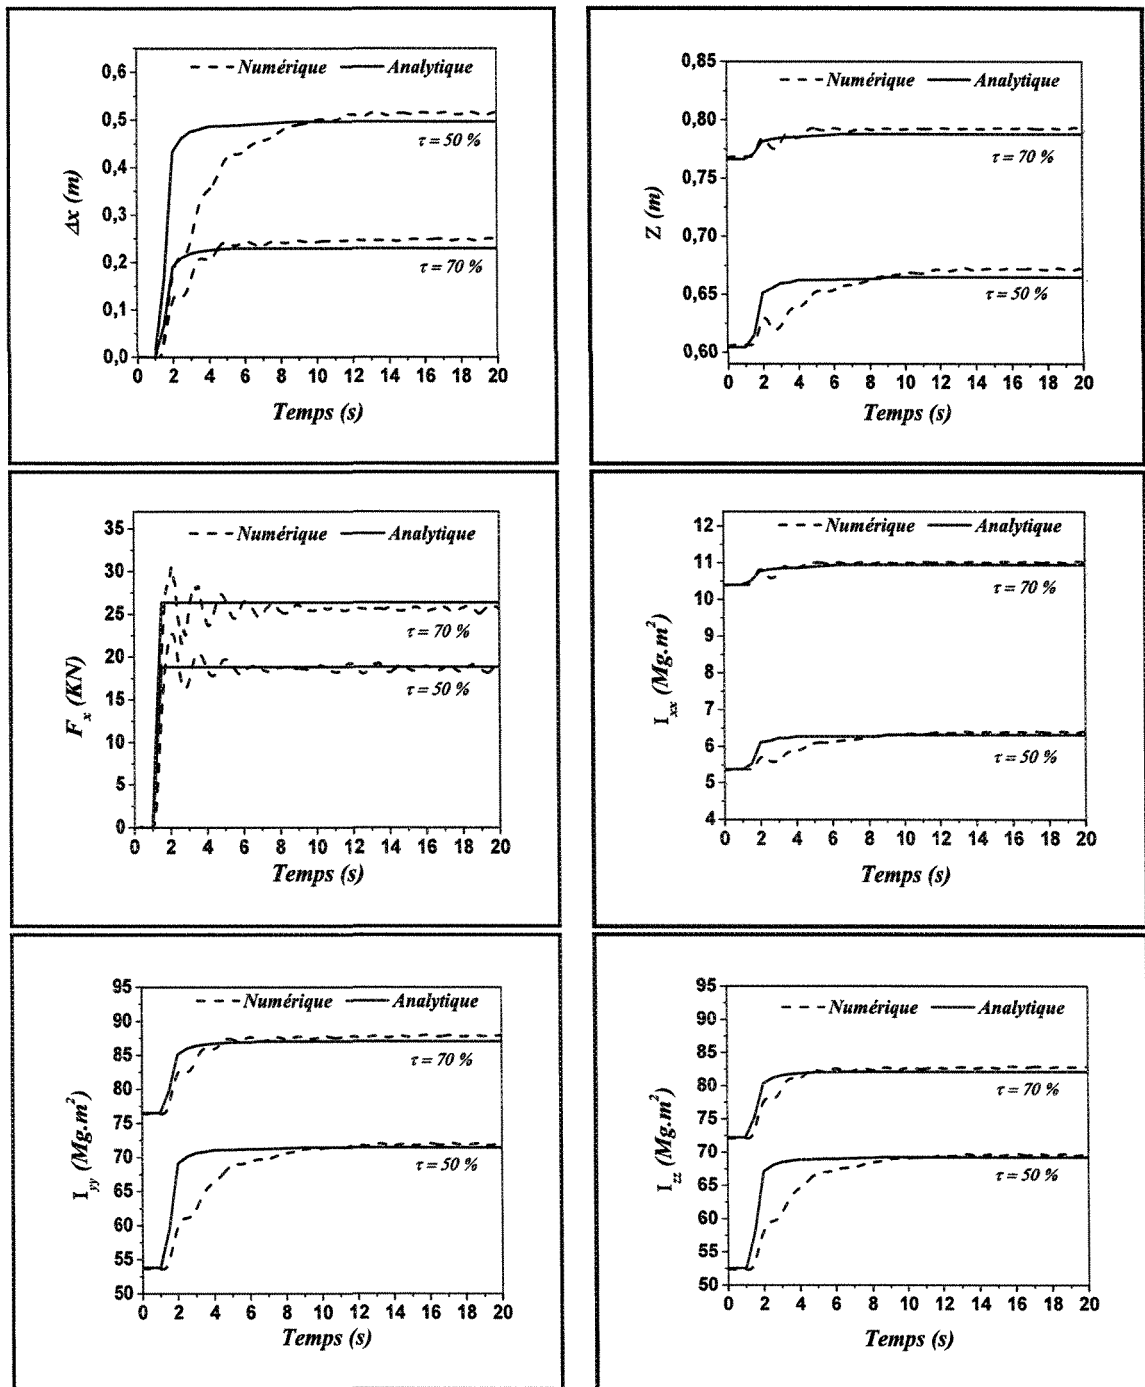 Numérique Analytique
0,6
0,5
0,4
0,3
0,2
0,1
0,0
Δx (m)
τ = 50 %
τ = 70 %
0 2 4 6 8 10 12 14 16 18 20
Temps (s)
Numérique Analytique
0,85
0,80
0,75
0,70
0,65
0,60
Z (m)
τ = 70 %
τ = 50 %
0 2 4 6 8 10 12 14 16 18 20
Temps (s)
Numérique Analytique
35
30
25
20
15
10
5
0
F_x (KN)
τ = 70 %
τ = 50 %
0 2 4 6 8 10 12 14 16 18 20
Temps (s)
Numérique Analytique
12
11
10
9
8
7
6
5
4
I_xx (Mg.m²)
τ = 70 %
τ = 50 %
0 2 4 6 8 10 12 14 16 18 20
Temps (s)
Numérique Analytique
95
90
85
80
75
70
65
60
55
50
I_yy (Mg.m²)
τ = 70 %
τ = 50 %
0 2 4 6 8 10 12 14 16 18 20
Temps (s)
Numérique Analytique
95
90
85
80
75
70
65
60
55
50
I_zz (Mg.m²)
τ = 70 %
τ = 50 %
0 2 4 6 8 10 12 14 16 18 20
Temps (s)